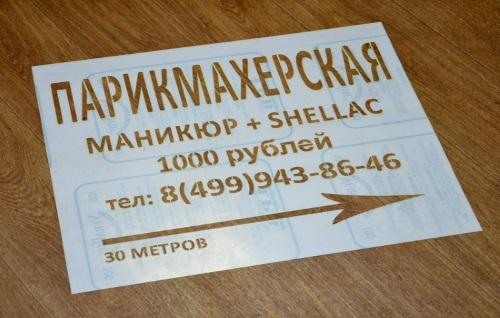 ПАРИКМАХЕРСКАЯ
МАНИКЮР + SHELLAC
1000 рублей
тел: 8(499)943-86-46
30 МЕТРОВ